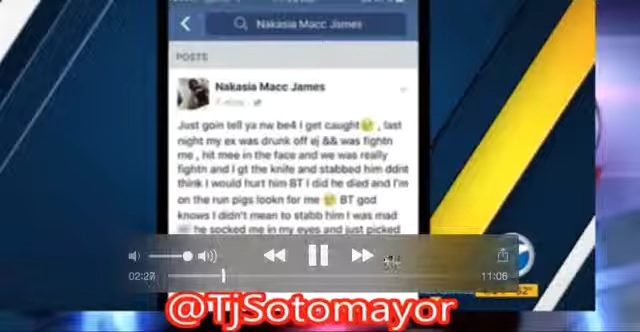 Nakasia Macc James
POSTS
Nakasia Macc James
Just goin tell ya nw be4 i get caught😢 , last
night my ex was drunk off ej && was fightn
me , hit mee in the face and we was really
fightn and I gt the knife and stabbed him ddnt
think I would hurt him BT I did he died and I'm
on the run pigs lookn for me 😢 BT god
knows I didn't mean to stabb him I was mad
he socked me in my eyes and just picked
02:27
11:06
@TjSotomayor